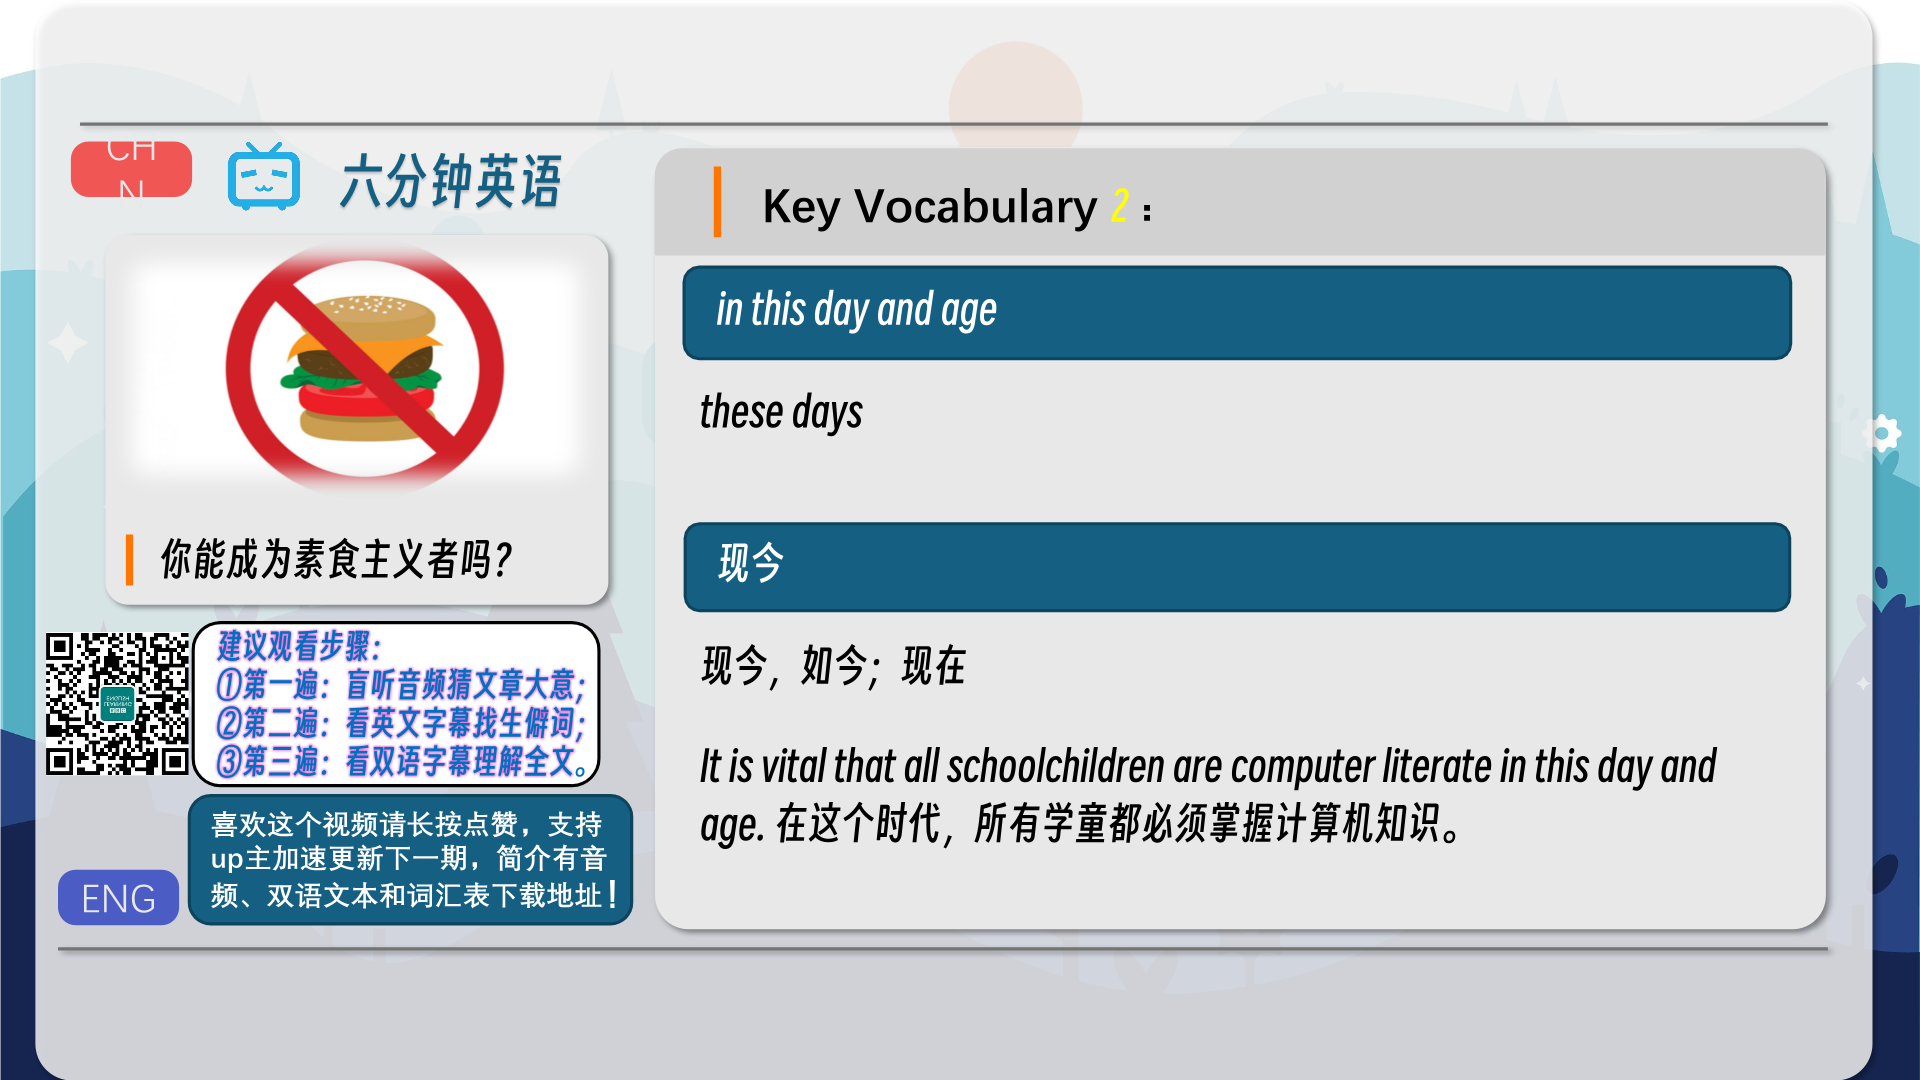 CH
N
六分钟英语
你能成为素食主义者吗?
建议观看步骤:
①第一遍: 盲听音频猜文章大意;
②第二遍: 看英文字幕找生僻词;
③第三遍: 看双语字幕理解全文。
喜欢这个视频请长按点赞, 支持
up主加速更新下一期, 简介有音
频、双语文本和词汇表下载地址!
ENG
Key Vocabulary 2 :
in this day and age
these days
现今
现今, 如今; 现在
It is vital that all schoolchildren are computer literate in this day and
age. 在这个时代, 所有学童都必须掌握计算机知识。